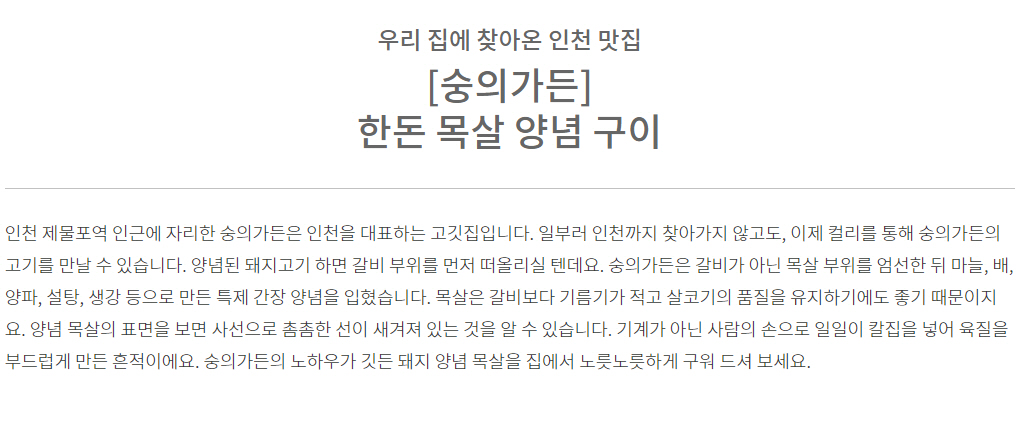 우리 집에 찾아온 인천 맛집
[숭의가든]
한돈 목살 양념 구이
인천 제물포역 인근에 자리한 숭의가든은 인천을 대표하는 고깃집입니다. 일부러 인천까지 찾아가지 않고도, 이제 컬리를 통해 숭의가든의
고기를 만날 수 있습니다. 양념된 돼지고기 하면 갈비 부위를 먼저 떠올리실 텐데요. 숭의가든은 갈비가 아닌 목살 부위를 엄선한 뒤 마늘, 배,
양파, 설탕, 생강 등으로 만든 특제 간장 양념을 입혔습니다. 목살은 갈비보다 기름기가 적고 살코기의 품질을 유지하기에도 좋기 때문이지
요. 양념 목살의 표면을 보면 사선으로 촘촘한 선이 새겨져 있는 것을 알 수 있습니다. 기계가 아닌 사람의 손으로 일일이 칼집을 넣어 육질을
부드럽게 만든 흔적이에요. 숭의가든의 노하우가 깃든 돼지 양념 목살을 집에서 노릇노릇하게 구워 드셔 보세요.